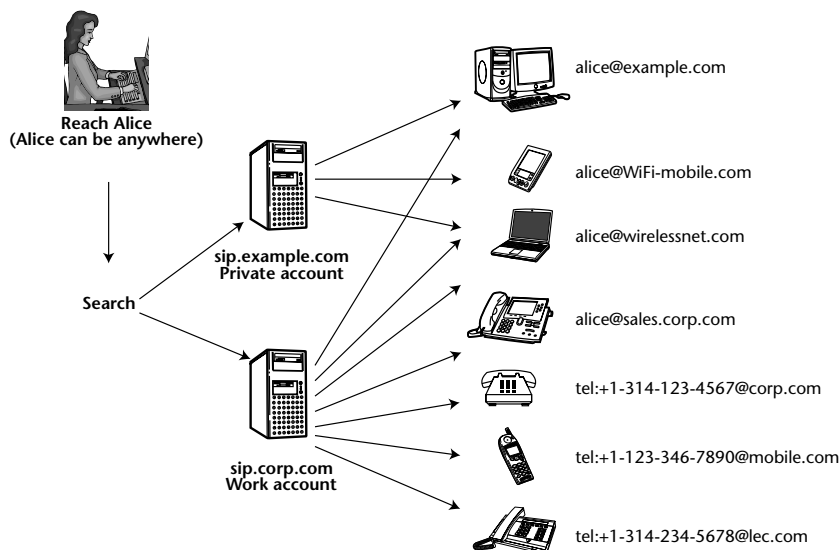 Reach Alice
(Alice can be anywhere)
Search
sip.example.com
Private account
sip.corp.com
Work account
alice@example.com
alice@WiFi-mobile.com
alice@wirelessnet.com
alice@sales.corp.com
tel:+1-314-123-4567@corp.com
tel:+1-123-346-7890@mobile.com
tel:+1-314-234-5678@lec.com